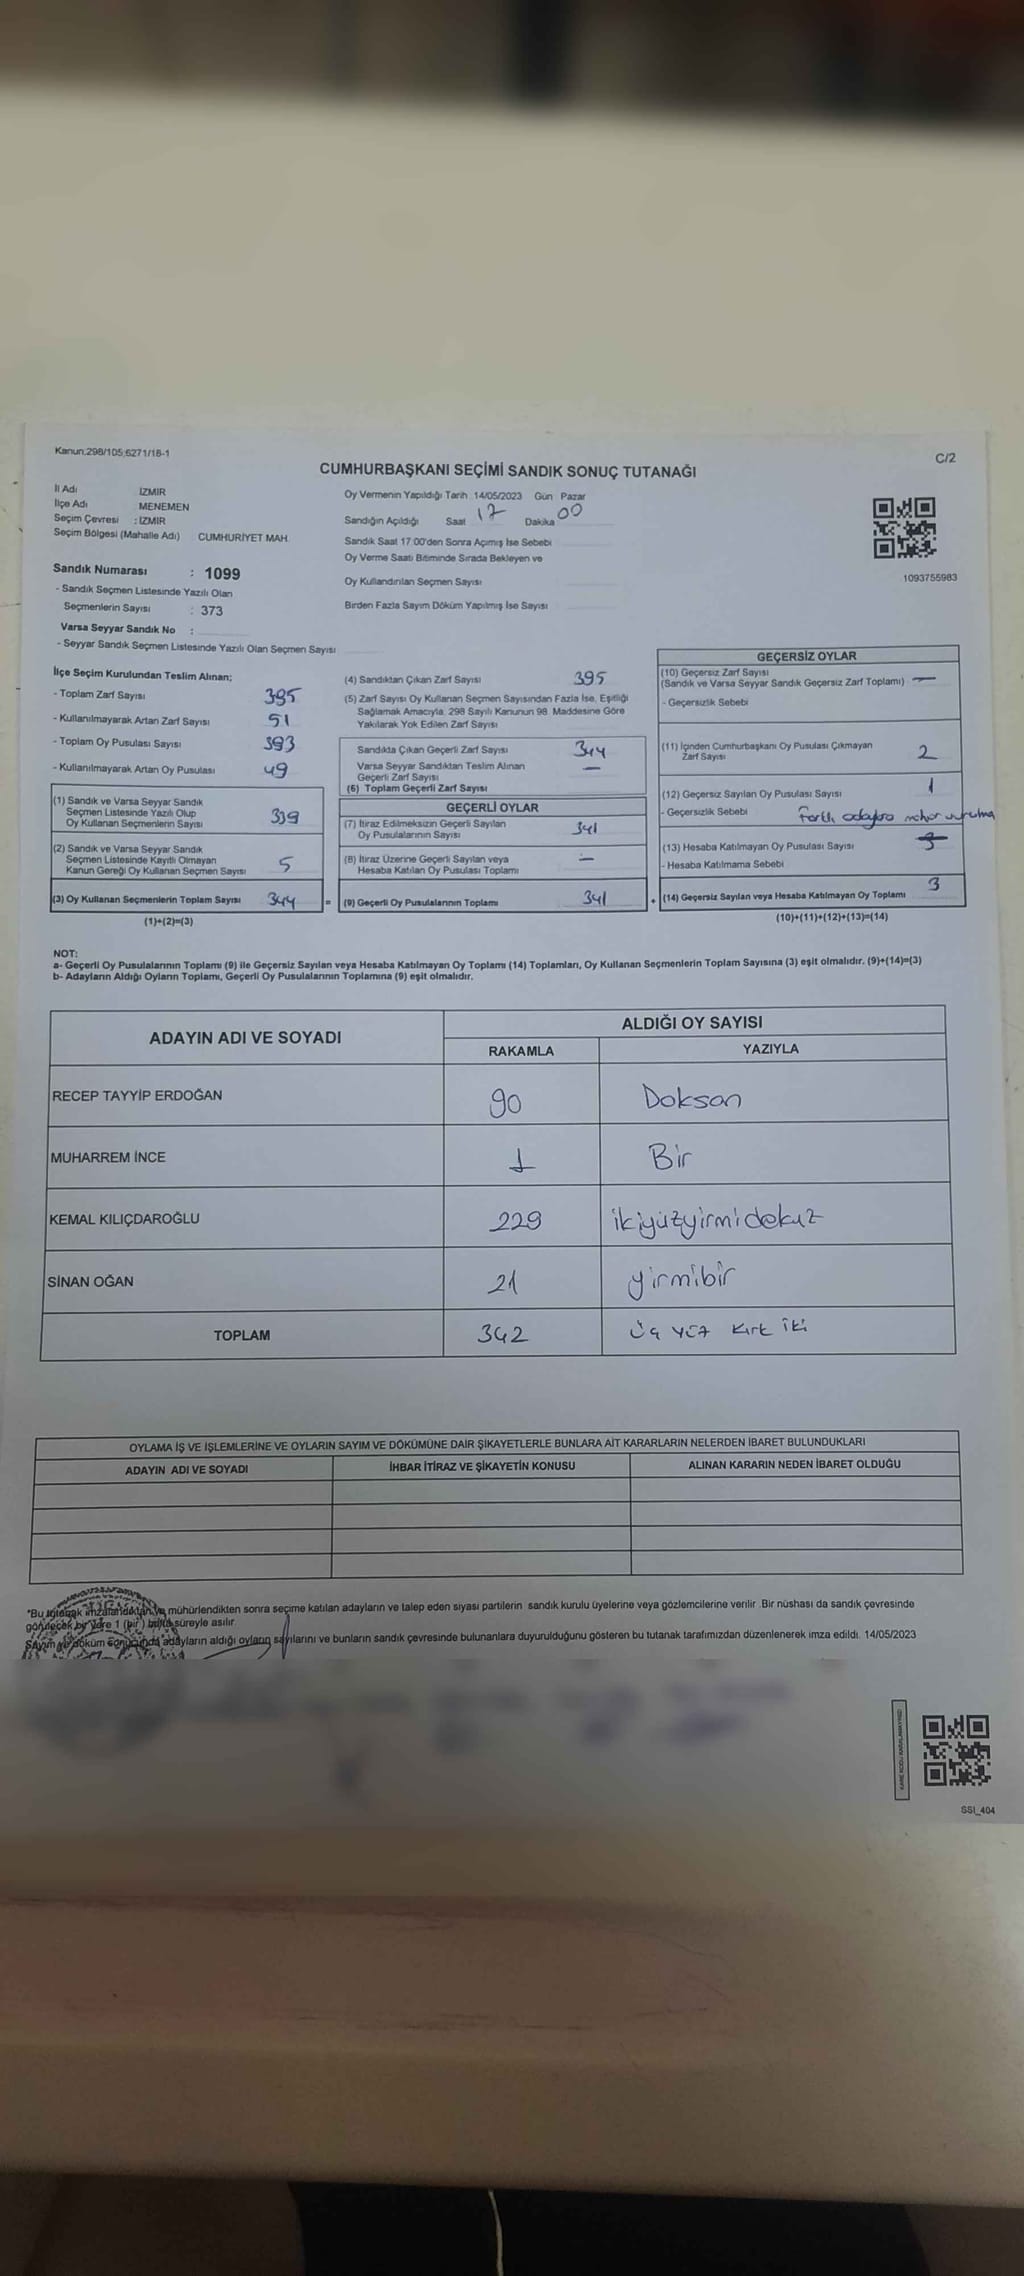 Kanun:298/105;6271/18-1
C/2
CUMHURBAŞKANI SEÇİMİ SANDIK SONUÇ TUTANAĞI
İl Adı İZMİR
İlçe Adı MENEMEN
Seçim Çevresi : İZMİR
Seçim Bölgesi (Mahalle Adı) CUMHURİYET MAH.
Sandık Numarası : 1099
- Sandık Seçmen Listesinde Yazılı Olan
Seçmenlerin Sayısı : 373
Varsa Seyyar Sandık No :
- Seyyar Sandık Seçmen Listesinde Yazılı Olan Seçmen Sayısı
Oy Vermenin Yapıldığı Tarih 14/05/2023 Gün Pazar
Sandığın Açıldığı Saat 17 Dakika 00
Sandık Saat 17.00'den Sonra Açımış İse Sebebi
Oy Verme Saati Bitiminde Sırada Bekleyen ve
Oy Kullandırılan Seçmen Sayısı
Birden Fazla Sayım Döküm Yapılmış İse Sayısı
1093755983
İlçe Seçim Kurulundan Teslim Alınan;
- Toplam Zarf Sayısı 395
- Kullanılmayarak Artan Zarf Sayısı 51
- Toplam Oy Pusulası Sayısı 393
- Kullanılmayarak Artan Oy Pusulası 49
(1) Sandık ve Varsa Seyyar Sandık
Seçmen Listesinde Yazılı Olup
Oy Kullanan Seçmenlerin Sayısı 339
(2) Sandık ve Varsa Seyyar Sandık
Seçmen Listesinde Kayıtlı Olmayan
Kanun Gereği Oy Kullanan Seçmen Sayısı 5
(3) Oy Kullanan Seçmenlerin Toplam Sayısı 344
(1)+(2)=(3)
(4) Sandıktan Çıkan Zarf Sayısı 395
(5) Zarf Sayısı Oy Kullanan Seçmen Sayısından Fazla İse, Eşitliği
Sağlamak Amacıyla, 298 Sayılı Kanunun 98. Maddesine Göre
Yakılarak Yok Edilen Zarf Sayısı
Sandıkta Çıkan Geçerli Zarf Sayısı 344
Varsa Seyyar Sandıktan Teslim Alınan —
Geçerli Zarf Sayısı
(6) Toplam Geçerli Zarf Sayısı
GEÇERLİ OYLAR
(7) İtiraz Edilmeksizin Geçerli Sayılan
Oy Pusulalarının Sayısı 341
(8) İtiraz Üzerine Geçerli Sayılan veya —
Hesaba Katılan Oy Pusulası Toplamı
= (9) Geçerli Oy Pusulalarının Toplamı 341
GEÇERSİZ OYLAR
(10) Geçersiz Zarf Sayısı
(Sandık ve Varsa Seyyar Sandık Geçersiz Zarf Toplamı) —
- Geçersizlik Sebebi
(11) İçinden Cumhurbaşkanı Oy Pusulası Çıkmayan
Zarf Sayısı 2
(12) Geçersiz Sayılan Oy Pusulası Sayısı 1
- Geçersizlik Sebebi Farklı adaylara mühür vurulma
(13) Hesaba Katılmayan Oy Pusulası Sayısı
- Hesaba Katılmama Sebebi
+ (14) Geçersiz Sayılan veya Hesaba Katılmayan Oy Toplamı 3
(10)+(11)+(12)+(13)=(14)
NOT:
a- Geçerli Oy Pusulalarının Toplamı (9) ile Geçersiz Sayılan veya Hesaba Katılmayan Oy Toplamı (14) Toplamları, Oy Kullanan Seçmenlerin Toplam Sayısına (3) eşit olmalıdır. (9)+(14)=(3)
b- Adayların Aldığı Oyların Toplamı, Geçerli Oy Pusulalarının Toplamına (9) eşit olmalıdır.
ADAYIN ADI VE SOYADI ALDIĞI OY SAYISI
RAKAMLA YAZIYLA
RECEP TAYYİP ERDOĞAN 90 Doksan
MUHARREM İNCE 1 Bir
KEMAL KILIÇDAROĞLU 229 ikiyüzyirmidokuz
SİNAN OĞAN 21 yirmibir
TOPLAM 342 Üç yüz kırk iki
OYLAMA İŞ VE İŞLEMLERİNE VE OYLARIN SAYIM VE DÖKÜMÜNE DAİR ŞİKAYETLERLE BUNLARA AİT KARARLARIN NELERDEN İBARET BULUNDUKLARI
ADAYIN ADI VE SOYADI İHBAR İTİRAZ VE ŞİKAYETİN KONUSU ALINAN KARARIN NEDEN İBARET OLDUĞU
*Bu tutanak imzalandıktan ve mühürlendikten sonra seçime katılan adayların ve talep eden siyasi partilerin sandık kurulu üyelerine veya gözlemcilerine verilir .Bir nüshası da sandık çevresinde
görülecek bir yere 1 (bir) hafta süreyle asılır.
Sayım ve döküm sonucunda adayların aldığı oyların sayılarını ve bunların sandık çevresinde bulunanlara duyurulduğunu gösteren bu tutanak tarafımızdan düzenlenerek imza edildi. 14/05/2023
KARE KODU KARALAMAYINIZ!
SSI_404